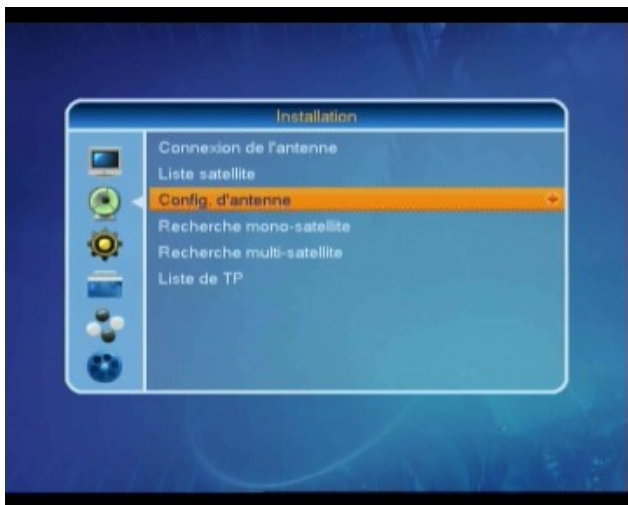 Installation
Connexion de l'antenne
Liste satellite
Config. d'antenne
Recherche mono-satellite
Recherche multi-satellite
Liste de TP